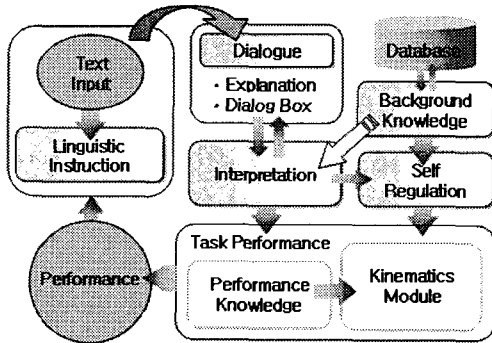 Text
Input
Linguistic
Instruction
Dialogue
· Explanation
· Dialog Box
Database
Background
Knowledge
Interpretation
Self
Regulation
Task Performance
Performance
Performance
Knowledge
Kinematics
Module